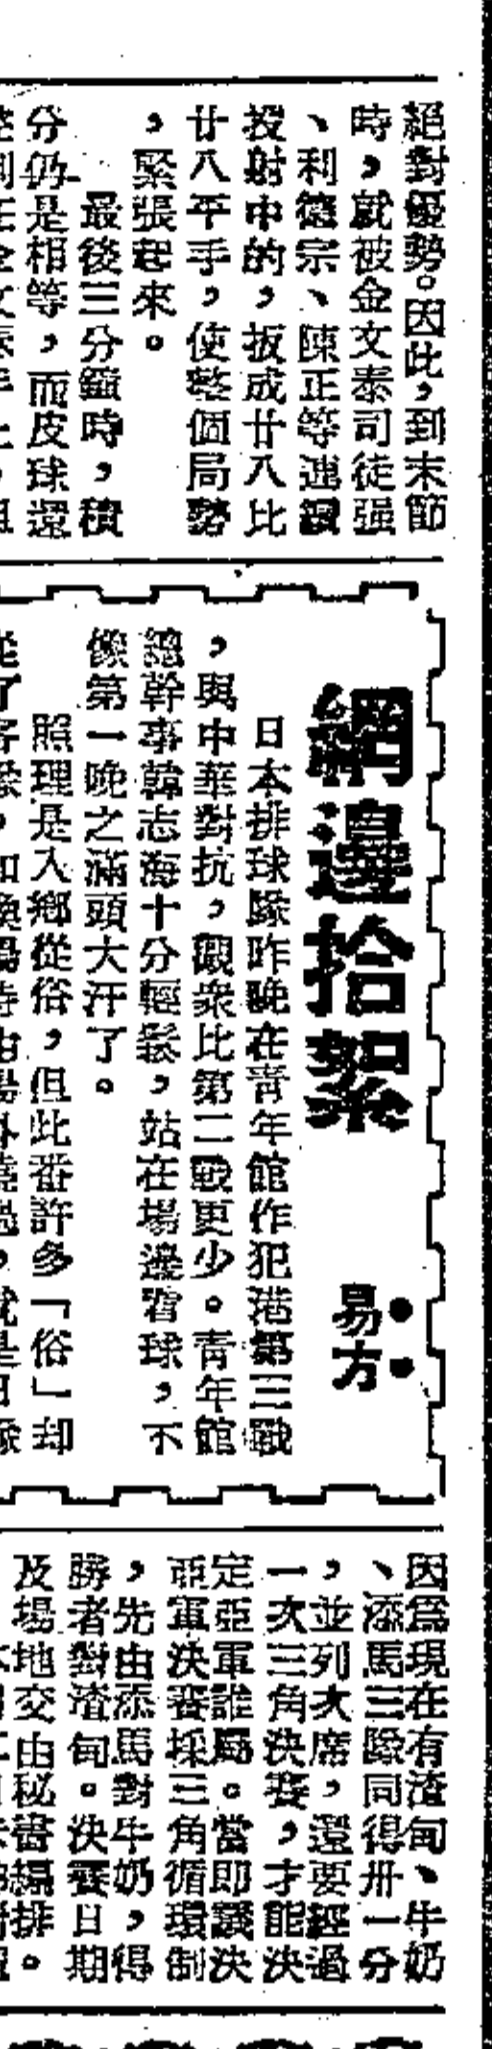 絕對優勢。因此,到末節
時,就被金文泰司徒强
、利德宗、陳正等連續
投射中的,扳成廿八比
廿八平手,使整個局勢
,緊張起來。
最後三分鐘時,積
分仍是相等,而皮球還
網邊拾絮
易方
日本排球隊昨晚在青年館作犯港第三戰
,與中華對抗,觀衆比第二戰更少。青年館
總幹事韓志海十分輕鬆,站在場邊看球,不
像第一晚之滿頭大汗了。
照理是入鄉從俗,但此番許多「俗」却
因爲現在有渣甸、牛奶
、添馬三隊同得卅一分
,並列次席,還要經過
一次三角決賽,才能決
定亞軍誰屬。當即議決
亞軍決賽採三角循環制
,先由添馬對牛奶,得
勝者對渣甸。決賽日期
及場地交由秘書編排。